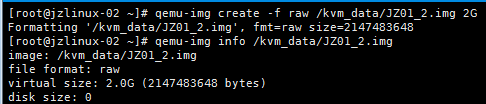 [root@jzlinux-02 ~]# qemu-img create -f raw /kvm_data/JZ01_2.img 2G
Formatting '/kvm_data/JZ01_2.img', fmt=raw size=2147483648
[root@jzlinux-02 ~]# qemu-img info /kvm_data/JZ01_2.img
image: /kvm_data/JZ01_2.img
file format: raw
virtual size: 2.0G (2147483648 bytes)
disk size: 0